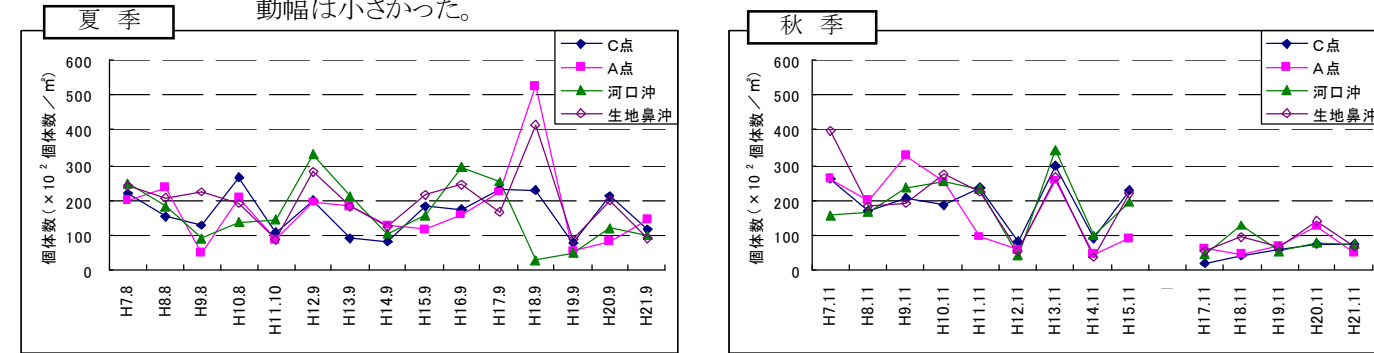 動幅は小さかった。
夏 季
C点
A点
河口沖
生地鼻沖
個体数(×10²個体数/㎡)
600
500
400
300
200
100
0
H7.8
H8.8
H9.8
H10.8
H11.10
H12.9
H13.9
H14.9
H15.9
H16.9
H17.9
H18.9
H19.9
H20.9
H21.9
秋 季
C点
A点
河口沖
生地鼻沖
個体数(×10²個体数/㎡)
600
500
400
300
200
100
0
H7.11
H8.11
H9.11
H10.11
H11.11
H12.11
H13.11
H14.11
H15.11
H17.11
H18.11
H19.11
H20.11
H21.11